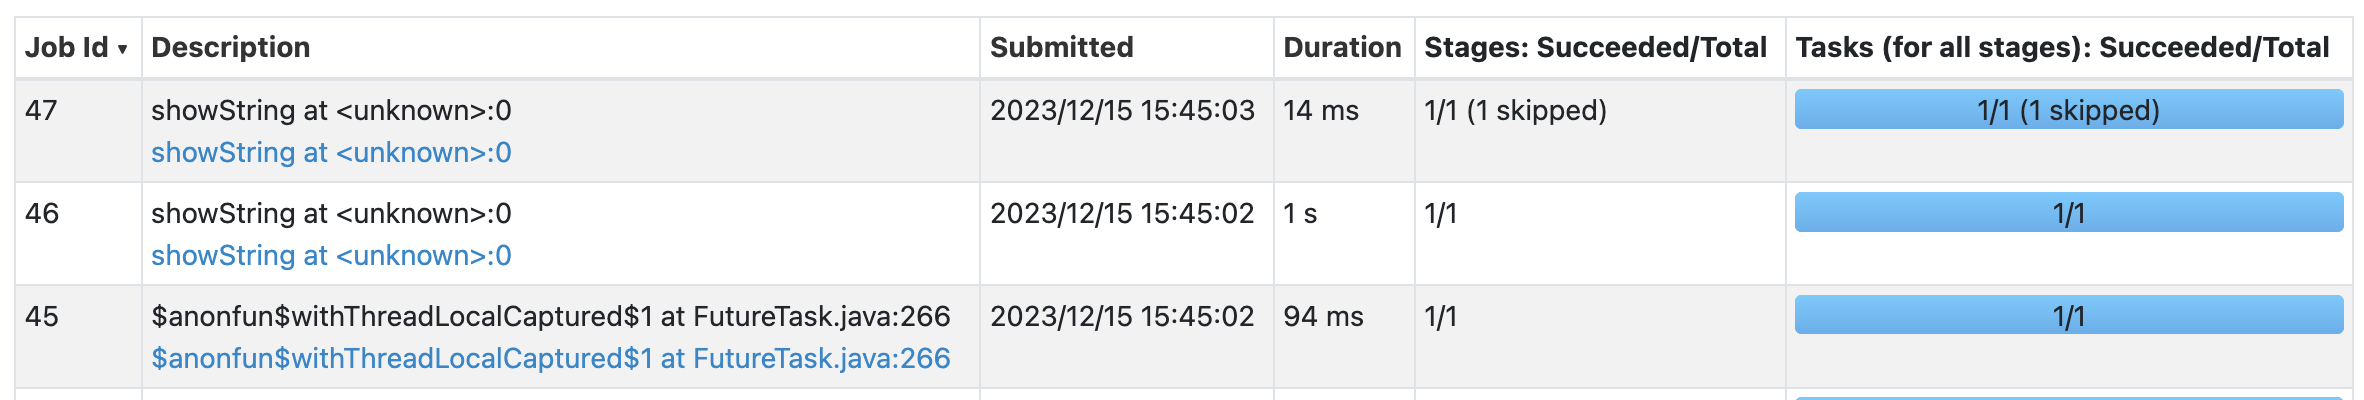 Job Id ▾ Description Submitted Duration Stages: Succeeded/Total Tasks (for all stages): Succeeded/Total
47 showString at <unknown>:0 2023/12/15 15:45:03 14 ms 1/1 (1 skipped) 1/1 (1 skipped)
showString at <unknown>:0
46 showString at <unknown>:0 2023/12/15 15:45:02 1 s 1/1 1/1
showString at <unknown>:0
45 $anonfun$withThreadLocalCaptured$1 at FutureTask.java:266 2023/12/15 15:45:02 94 ms 1/1 1/1
$anonfun$withThreadLocalCaptured$1 at FutureTask.java:266